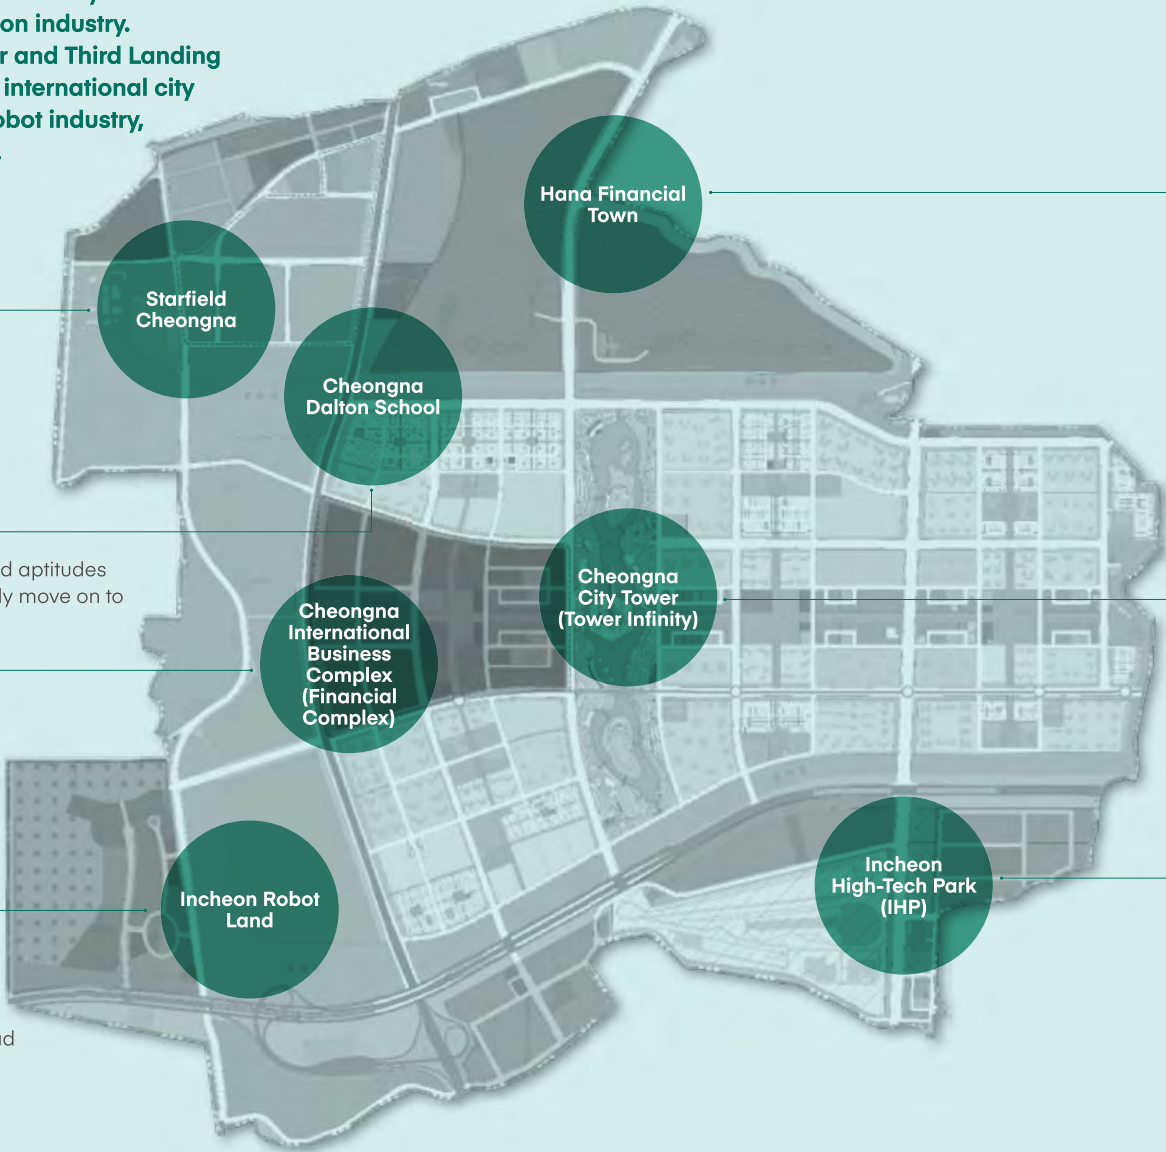 on industry.
r and Third Landing
international city
obot industry,
Hana Financial
Town
Starfield
Cheongna
Cheongna
Dalton School
d aptitudes
ly move on to
Cheongna
City Tower
(Tower Infinity)
Cheongna
International
Business
Complex
(Financial
Complex)
Incheon
High-Tech Park
(IHP)
Incheon Robot
Land